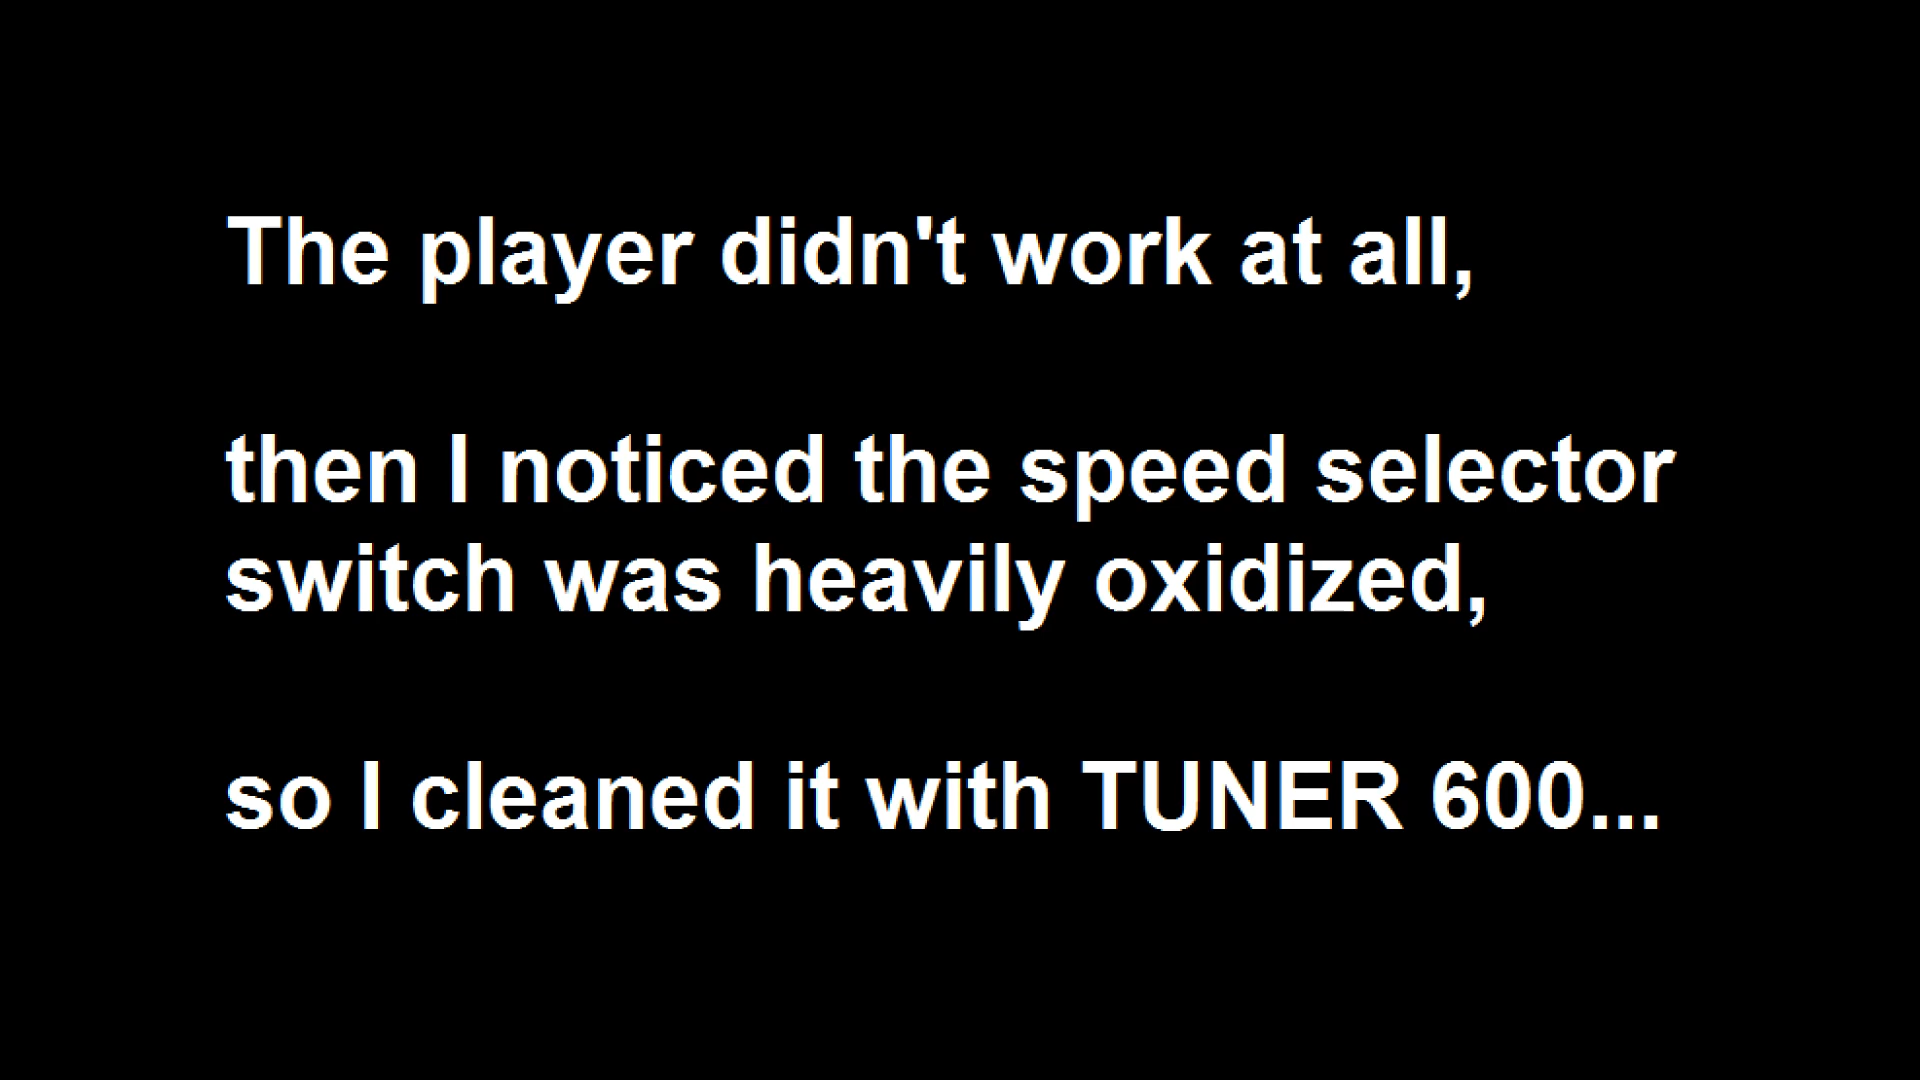 The player didn't work at all,
then I noticed the speed selector
switch was heavily oxidized,
so I cleaned it with TUNER 600...